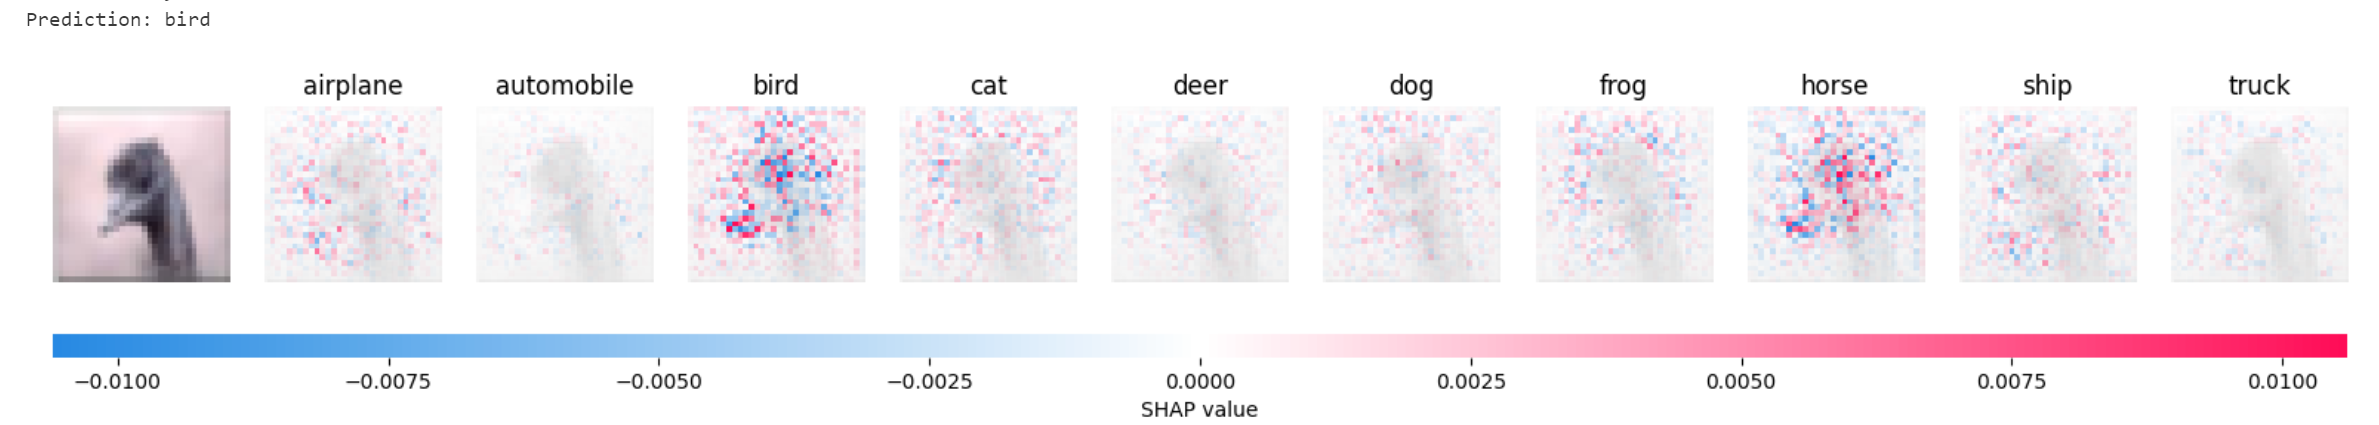 Prediction: bird
airplane automobile bird cat deer dog frog horse ship truck
−0.0100 −0.0075 −0.0050 −0.0025 0.0000 0.0025 0.0050 0.0075 0.0100
SHAP value